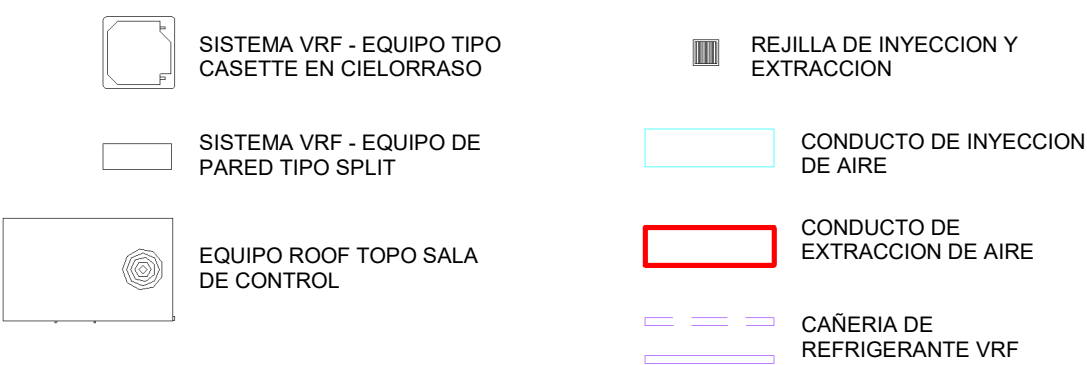 SISTEMA VRF - EQUIPO TIPO
CASETTE EN CIELORRASO
SISTEMA VRF - EQUIPO DE
PARED TIPO SPLIT
EQUIPO ROOF TOPO SALA
DE CONTROL
REJILLA DE INYECCION Y
EXTRACCION
CONDUCTO DE INYECCION
DE AIRE
CONDUCTO DE
EXTRACCION DE AIRE
CAÑERIA DE
REFRIGERANTE VRF